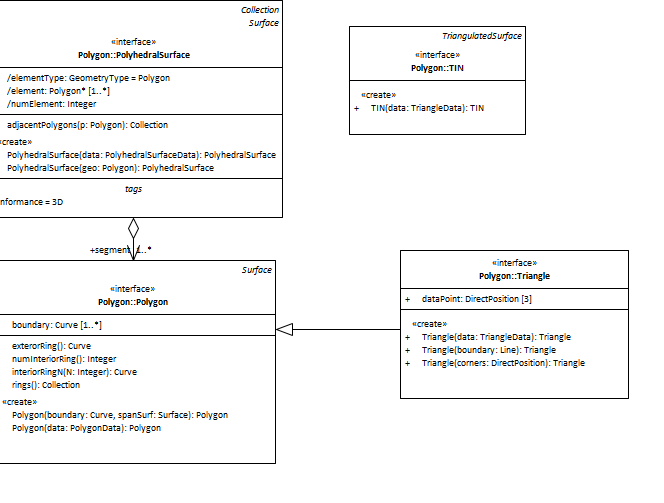 Collection
Surface
«interface»
Polygon::PolyhedralSurface
/elementType: GeometryType = Polygon
/element: Polygon* [1..*]
/numElement: Integer
adjacentPolygons(p: Polygon): Collection
«create»
PolyhedralSurface(data: PolyhedralSurfaceData): PolyhedralSurface
PolyhedralSurface(geo: Polygon): PolyhedralSurface
tags
nformance = 3D
+segment 1..*
Surface
«interface»
Polygon::Polygon
boundary: Curve [1..*]
exterorRing(): Curve
numInteriorRing(): Integer
interiorRingN(N: Integer): Curve
rings(): Collection
«create»
Polygon(boundary: Curve, spanSurf: Surface): Polygon
Polygon(data: PolygonData): Polygon
TriangulatedSurface
«interface»
Polygon::TIN
«create»
+ TIN(data: TriangleData): TIN
«interface»
Polygon::Triangle
+ dataPoint: DirectPosition [3]
«create»
+ Triangle(data: TriangleData): Triangle
+ Triangle(boundary: Line): Triangle
+ Triangle(corners: DirectPosition): Triangle